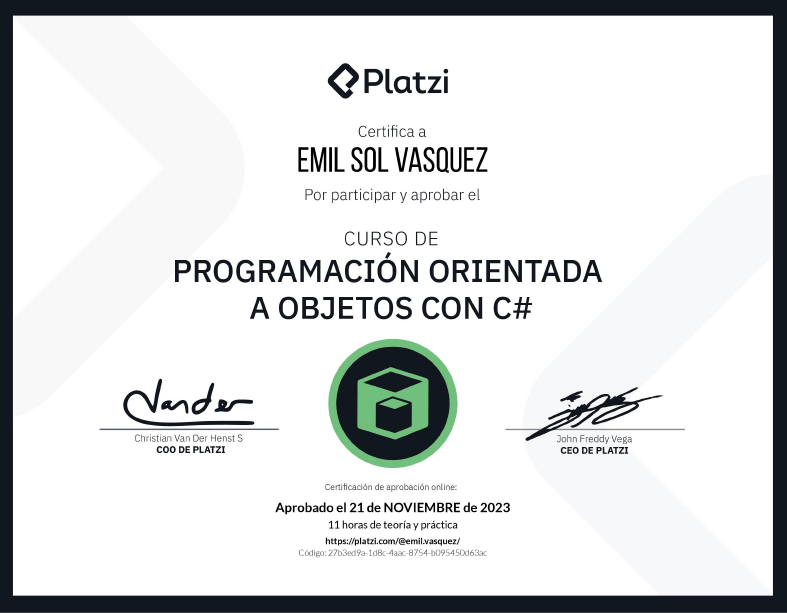 Platzi
Certifica a
EMIL SOL VASQUEZ
Por participar y aprobar el
CURSO DE
PROGRAMACIÓN ORIENTADA
A OBJETOS CON C#
Vander
Christian Van Der Henst S
COO DE PLATZI
John Freddy Vega
CEO DE PLATZI
Certificación de aprobación online:
Aprobado el 21 de NOVIEMBRE de 2023
11 horas de teoría y práctica
https://platzi.com/@emil.vasquez/
Código: 27b3ed9a-1d8c-4aac-8754-b095450d63ac